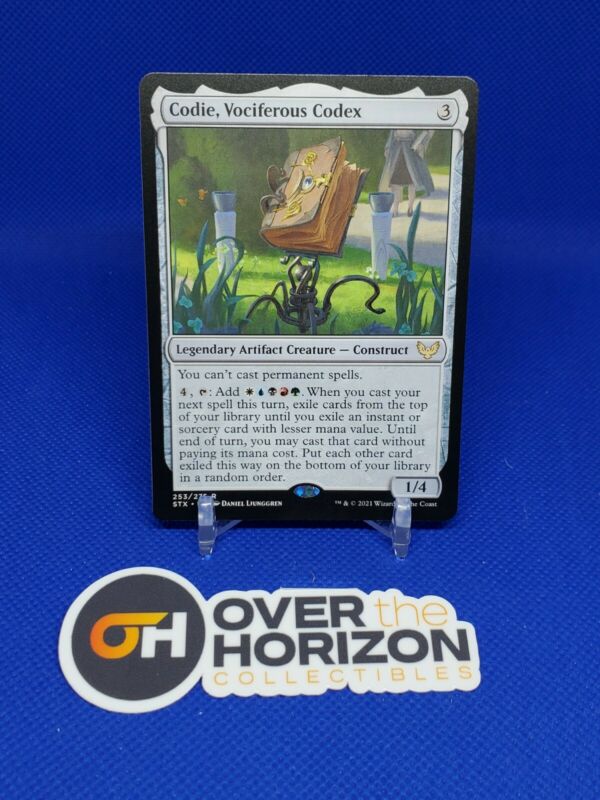 Codie, Vociferous Codex 3
Legendary Artifact Creature — Construct
You can't cast permanent spells.
4, : Add . When you cast your
next spell this turn, exile cards from the top
of your library until you exile an instant or
sorcery card with lesser mana value. Until
end of turn, you may cast that card without
paying its mana cost. Put each other card
exiled this way on the bottom of your library
in a random order.
1/4
253/275 R
STX • Daniel Ljunggren
™ & © 2021 Wizards of the Coast
OH
OVER the
HORIZON
COLLECTIBLES